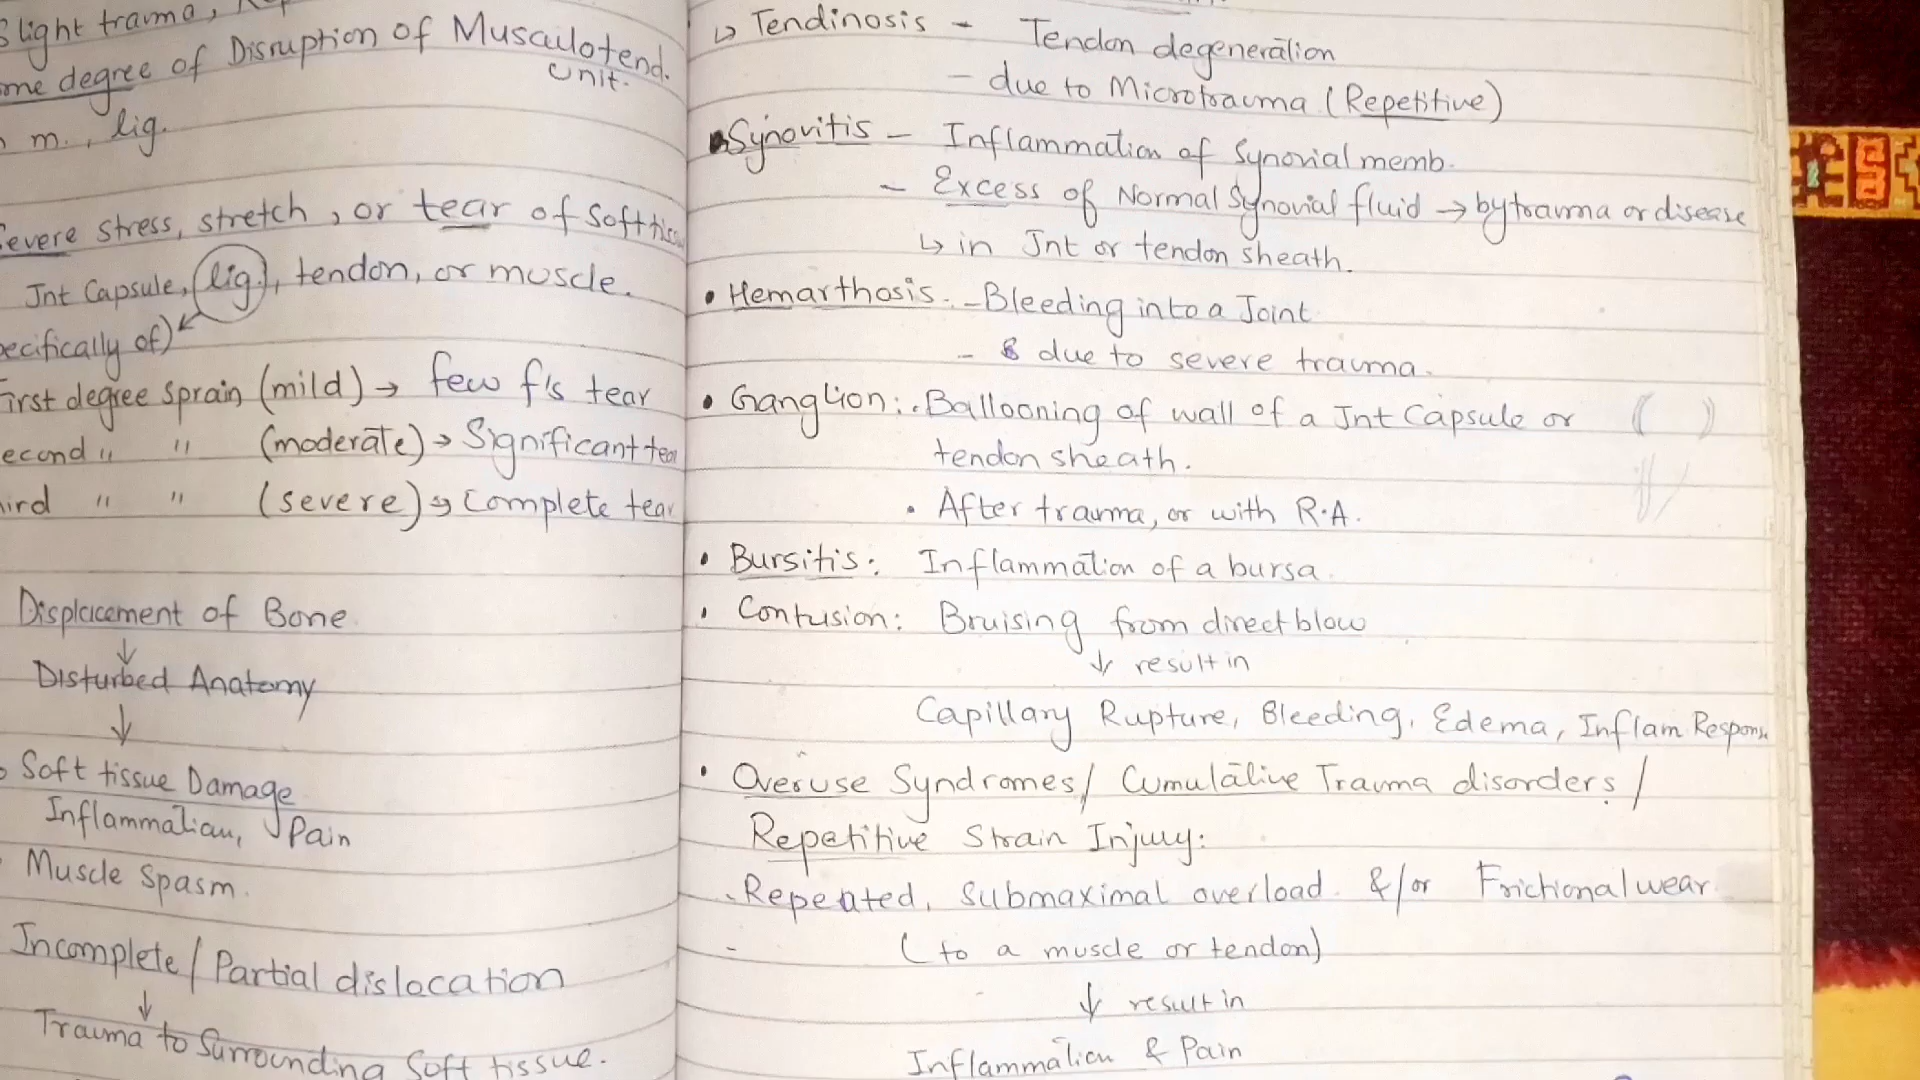 Slight trauma,
me degree of Disruption of Musculotend.
unit.
m., lig.
Severe stress, stretch, or tear of Soft tiss
Jnt Capsule, (lig.), tendon, or muscle.
pecifically of)
First degree sprain (mild) → few f's tear
econd " " (moderate) → Significant tear
ird " " (severe) → Complete tear
Displacement of Bone
↓
Disturbed Anatomy
↓
Soft tissue Damage
Inflammation, Pain
Muscle Spasm.
Incomplete / Partial dislocation
↓
Trauma to Surrounding Soft tissue.
↳ Tendinosis - Tendon degeneration
- due to Microtrauma (Repetitive)
• Synovitis - Inflammation of Synovial memb.
- Excess of Normal Synovial fluid → by trauma or disease
↳ in Jnt or tendon sheath.
• Hemarthosis. - Bleeding into a Joint
- due to severe trauma.
• Ganglion: . Ballooning of wall of a Jnt Capsule or
tendon sheath.
• After trauma, or with R.A.
• Bursitis: Inflammation of a bursa.
• Contusion: Bruising from direct blow
↓ result in
Capillary Rupture, Bleeding, Edema, Inflam Respons
• Overuse Syndromes / Cumulative Trauma disorders /
Repetitive Strain Injury:
- Repeated, Submaximal overload &/or Frictional wear
- (to a muscle or tendon)
↓ result in
Inflammation & Pain